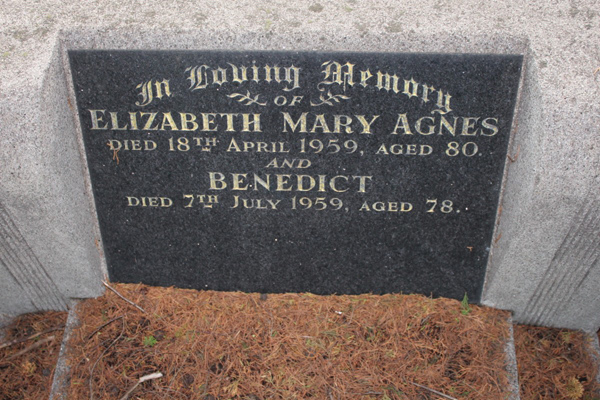 In Loving Memory
OF
ELIZABETH MARY AGNES
DIED 18TH APRIL 1959, AGED 80.
AND
BENEDICT
DIED 7TH JULY 1959, AGED 78.